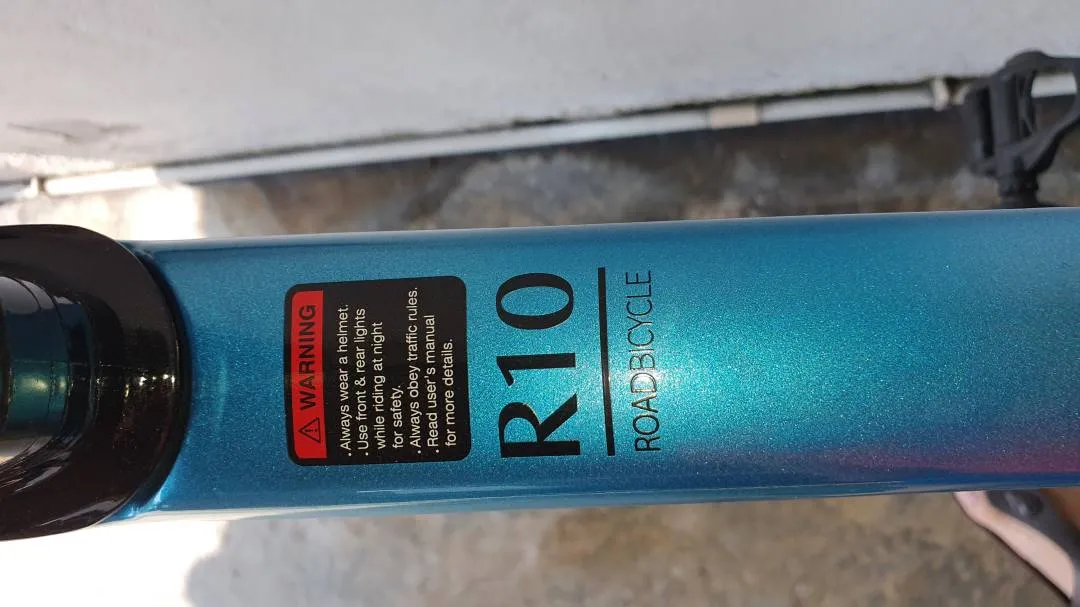 ⚠ WARNING
· Always wear a helmet.
· Use front & rear lights
while riding at night
for safety.
· Always obey traffic rules.
· Read user's manual
for more details.
R10
ROADBICYCLE